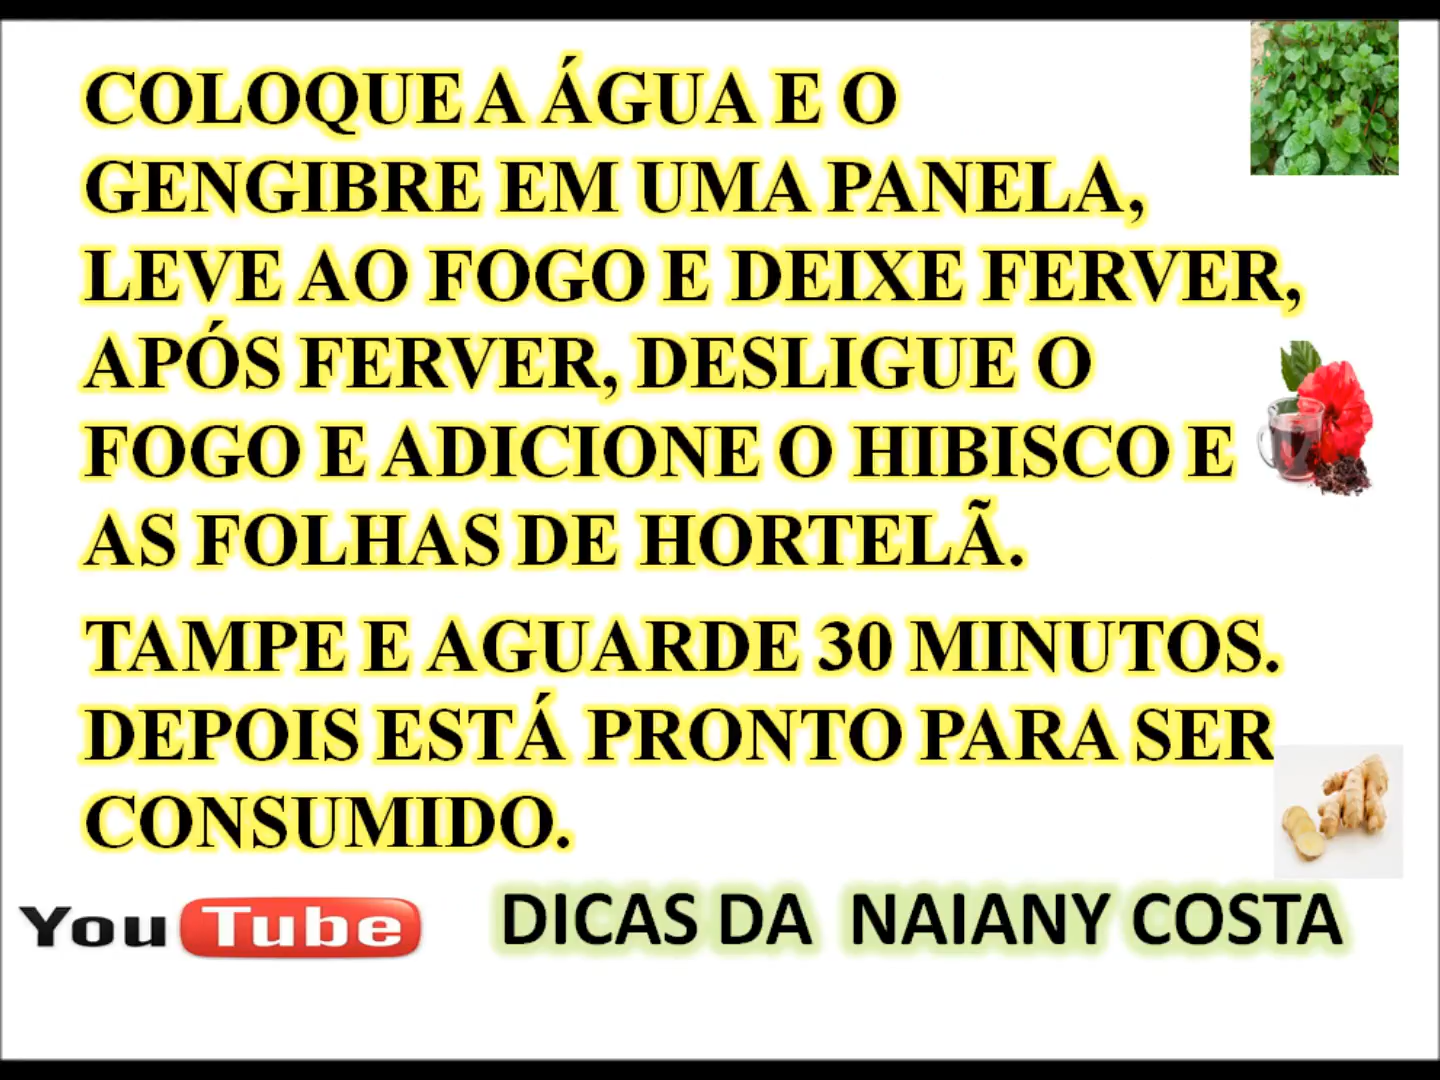 COLOQUE A ÁGUA E O
GENGIBRE EM UMA PANELA,
LEVE AO FOGO E DEIXE FERVER,
APÓS FERVER, DESLIGUE O
FOGO E ADICIONE O HIBISCO E
AS FOLHAS DE HORTELÃ.
TAMPE E AGUARDE 30 MINUTOS.
DEPOIS ESTÁ PRONTO PARA SER
CONSUMIDO.
YouTube
DICAS DA NAIANY COSTA